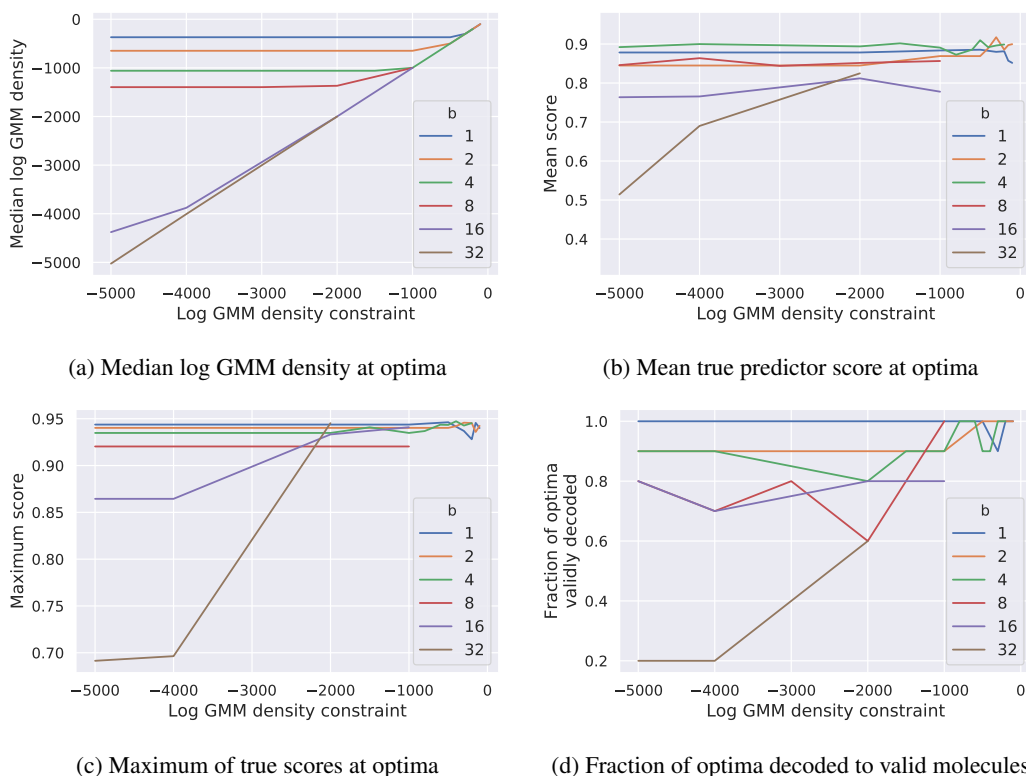 0
−1000
−2000
−3000
−4000
−5000
Median log GMM density
b
1
2
4
8
16
32
−5000 −4000 −3000 −2000 −1000 0
Log GMM density constraint
(a) Median log GMM density at optima
0.9
0.8
0.7
0.6
0.5
0.4
Mean score
b
1
2
4
8
16
32
−5000 −4000 −3000 −2000 −1000 0
Log GMM density constraint
(b) Mean true predictor score at optima
0.95
0.90
0.85
0.80
0.75
0.70
Maximum score
b
1
2
4
8
16
32
−5000 −4000 −3000 −2000 −1000 0
Log GMM density constraint
(c) Maximum of true scores at optima
1.0
0.8
0.6
0.4
0.2
Fraction of optima
validly decoded
b
1
2
4
8
16
32
−5000 −4000 −3000 −2000 −1000 0
Log GMM density constraint
(d) Fraction of optima decoded to valid molecules